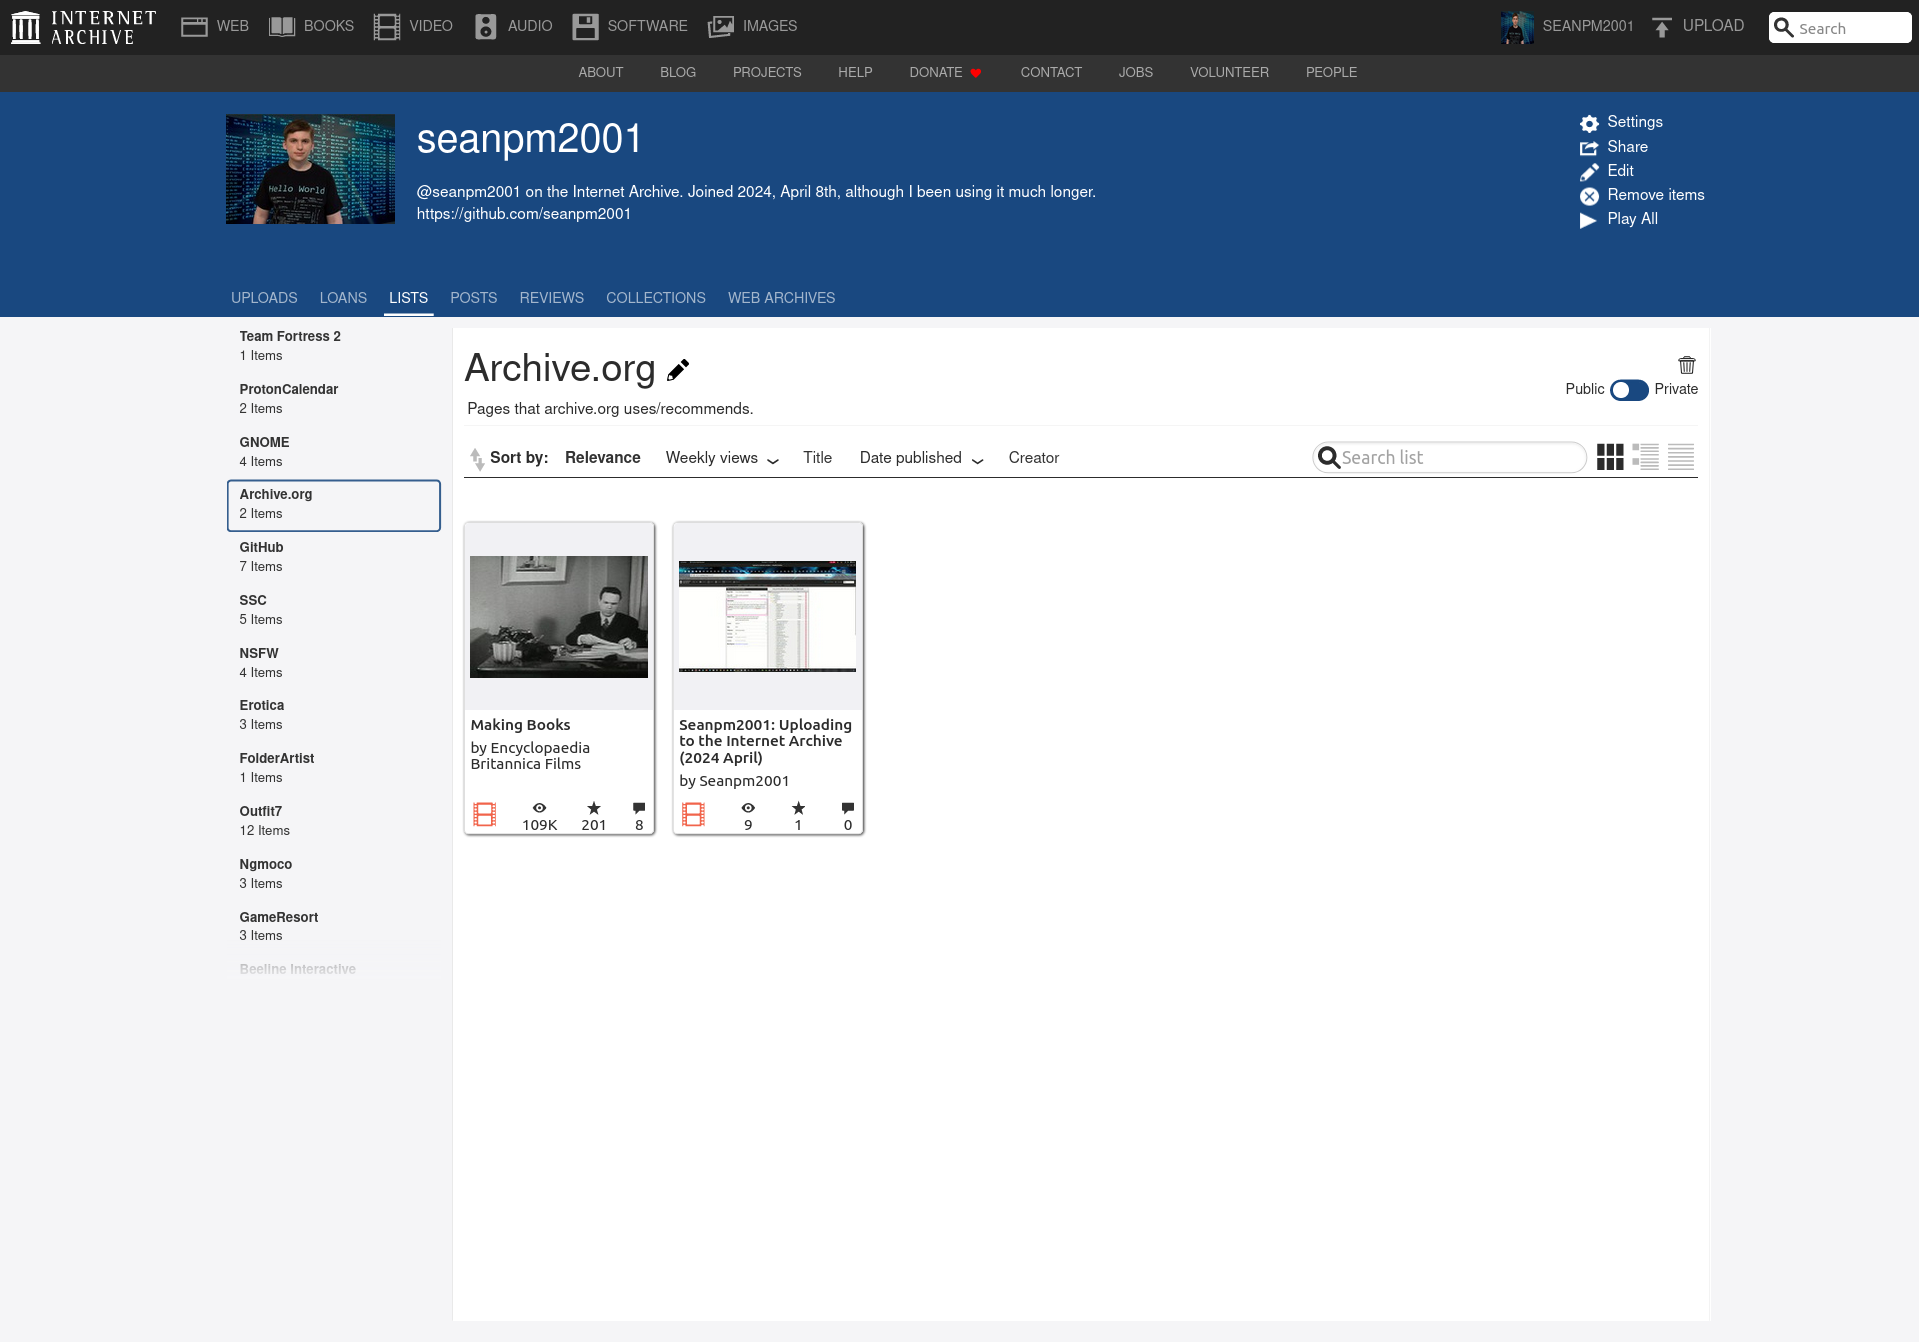 INTERNET ARCHIVE
WEB BOOKS VIDEO AUDIO SOFTWARE IMAGES
SEANPM2001 UPLOAD Search
ABOUT BLOG PROJECTS HELP DONATE CONTACT JOBS VOLUNTEER PEOPLE
Hello World
seanpm2001
@seanpm2001 on the Internet Archive. Joined 2024, April 8th, although I been using it much longer.
https://github.com/seanpm2001
Settings
Share
Edit
Remove items
Play All
UPLOADS LOANS LISTS POSTS REVIEWS COLLECTIONS WEB ARCHIVES
Team Fortress 2
1 Items
ProtonCalendar
2 Items
GNOME
4 Items
Archive.org
2 Items
GitHub
7 Items
SSC
5 Items
NSFW
4 Items
Erotica
3 Items
FolderArtist
1 Items
Outfit7
12 Items
Ngmoco
3 Items
GameResort
3 Items
Beeline Interactive
Archive.org
Pages that archive.org uses/recommends.
Public Private
Sort by: Relevance Weekly views Title Date published Creator
Search list
Making Books
by Encyclopaedia
Britannica Films
109K 201 8
Seanpm2001: Uploading
to the Internet Archive
(2024 April)
by Seanpm2001
9 1 0